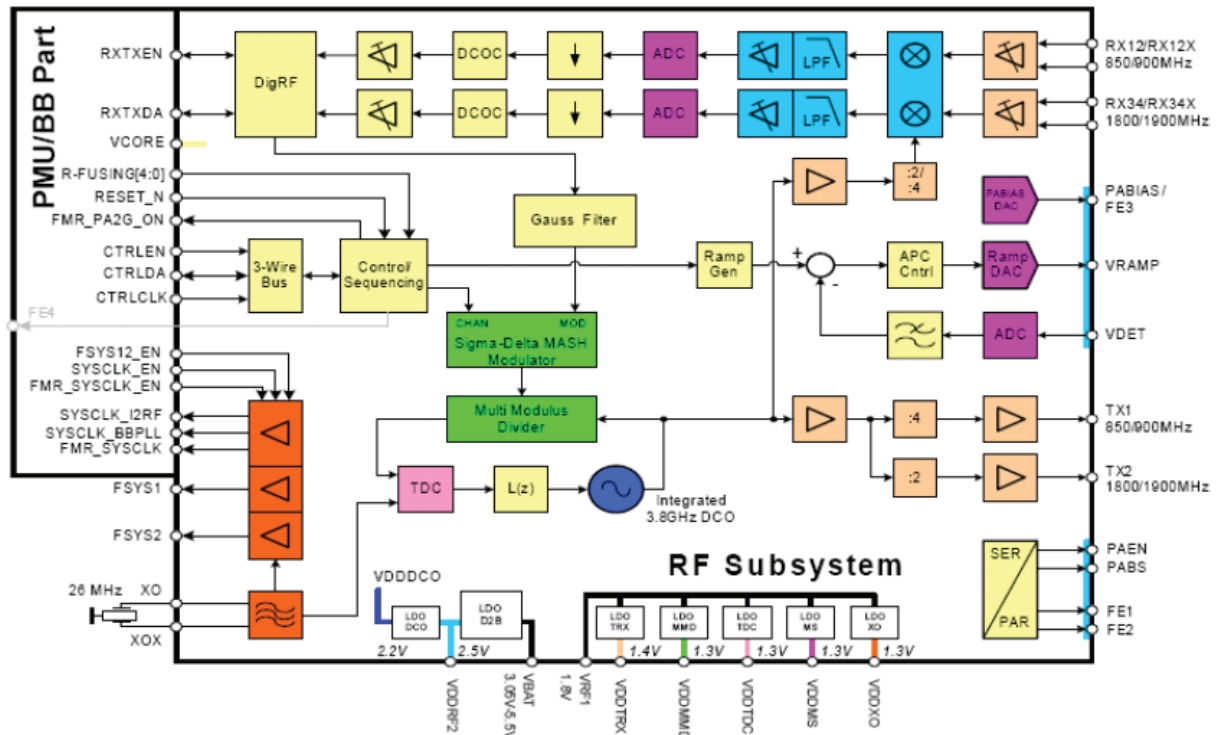 PMU/BB Part
RXTXEN
RXTXDA
VCORE
R-FUSING[4:0]
RESET_N
FMR_PA2G_ON
CTRLEN
CTRLDA
CTRLCLK
FE4
FSYS12_EN
SYSCLK_EN
FMR_SYSCLK_EN
SYSCLK_I2RF
SYSCLK_BBPLL
FMR_SYSCLK
FSYS1
FSYS2
26 MHz XO
XOX
DigRF
DCOC
ADC
LPF
DCOC
ADC
LPF
RX12/RX12X
850/900MHz
RX34/RX34X
1800/1900MHz
:2/
:4
Gauss Filter
3-Wire
Bus
Control/
Sequencing
Ramp
Gen
+
-
APC
Cntrl
PABIAS
DAC
Ramp
DAC
ADC
PABIAS/
FE3
VRAMP
VDET
CHAN MOD
Sigma-Delta MASH
Modulator
Multi Modulus
Divider
TDC
L(z)
Integrated
3.8GHz DCO
:4
:2
TX1
850/900MHz
TX2
1800/1900MHz
RF Subsystem
SER
PAR
PAEN
PABS
FE1
FE2
VDDDCO
LDO
DCO
LDO
D2B
LDO
TRX
LDO
MMD
LDO
TDC
LDO
MS
LDO
XO
2.2V
2.5V
1.4V
1.3V
1.3V
1.3V
1.3V
VDDRF2
VBAT
3.05V-5.5V
VRF1
1.8V
VDDTRX
VDDMMD
VDDTDC
VDDMS
VDDXO